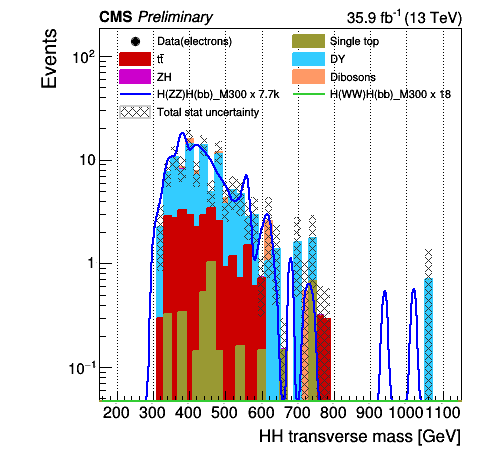 CMS Preliminary 35.9 fb⁻¹ (13 TeV)
Events
Data(electrons) Single top
tt̄ DY
ZH Dibosons
H(ZZ)H(bb)_M300 x 7.7k H(WW)H(bb)_M300 x 18
Total stat uncertainty
10²
10
1
10⁻¹
200 300 400 500 600 700 800 900 1000 1100
HH transverse mass [GeV]